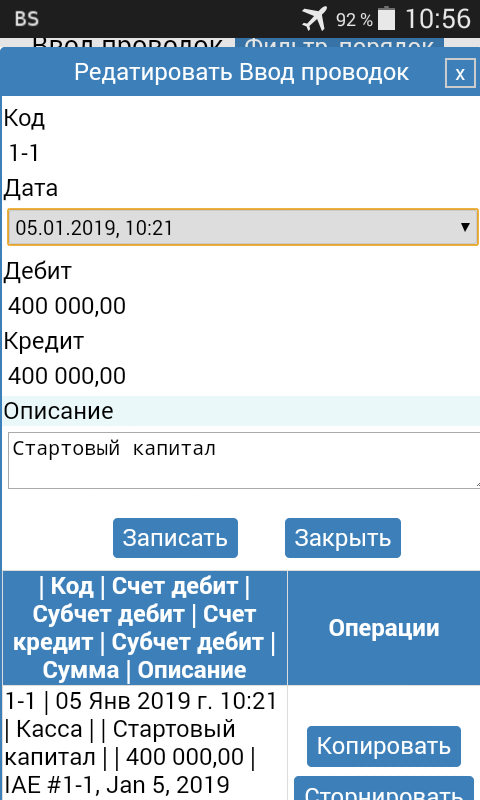 BS 92 % 10:56
Ввод проводок Фильтр, порядок
Редатировать Ввод проводок x
Код
1-1
Дата
05.01.2019, 10:21
Дебит
400 000,00
Кредит
400 000,00
Описание
Стартовый капитал
Записать Закрыть
| Код | Счет дебит |
Субчет дебит | Счет
кредит | Субчет дебит |
Сумма | Описание
Операции
1-1 | 05 Янв 2019 г. 10:21
| Касса | | Стартовый
капитал | | 400 000,00 |
IAE #1-1, Jan 5, 2019
Копировать
Сторнировать